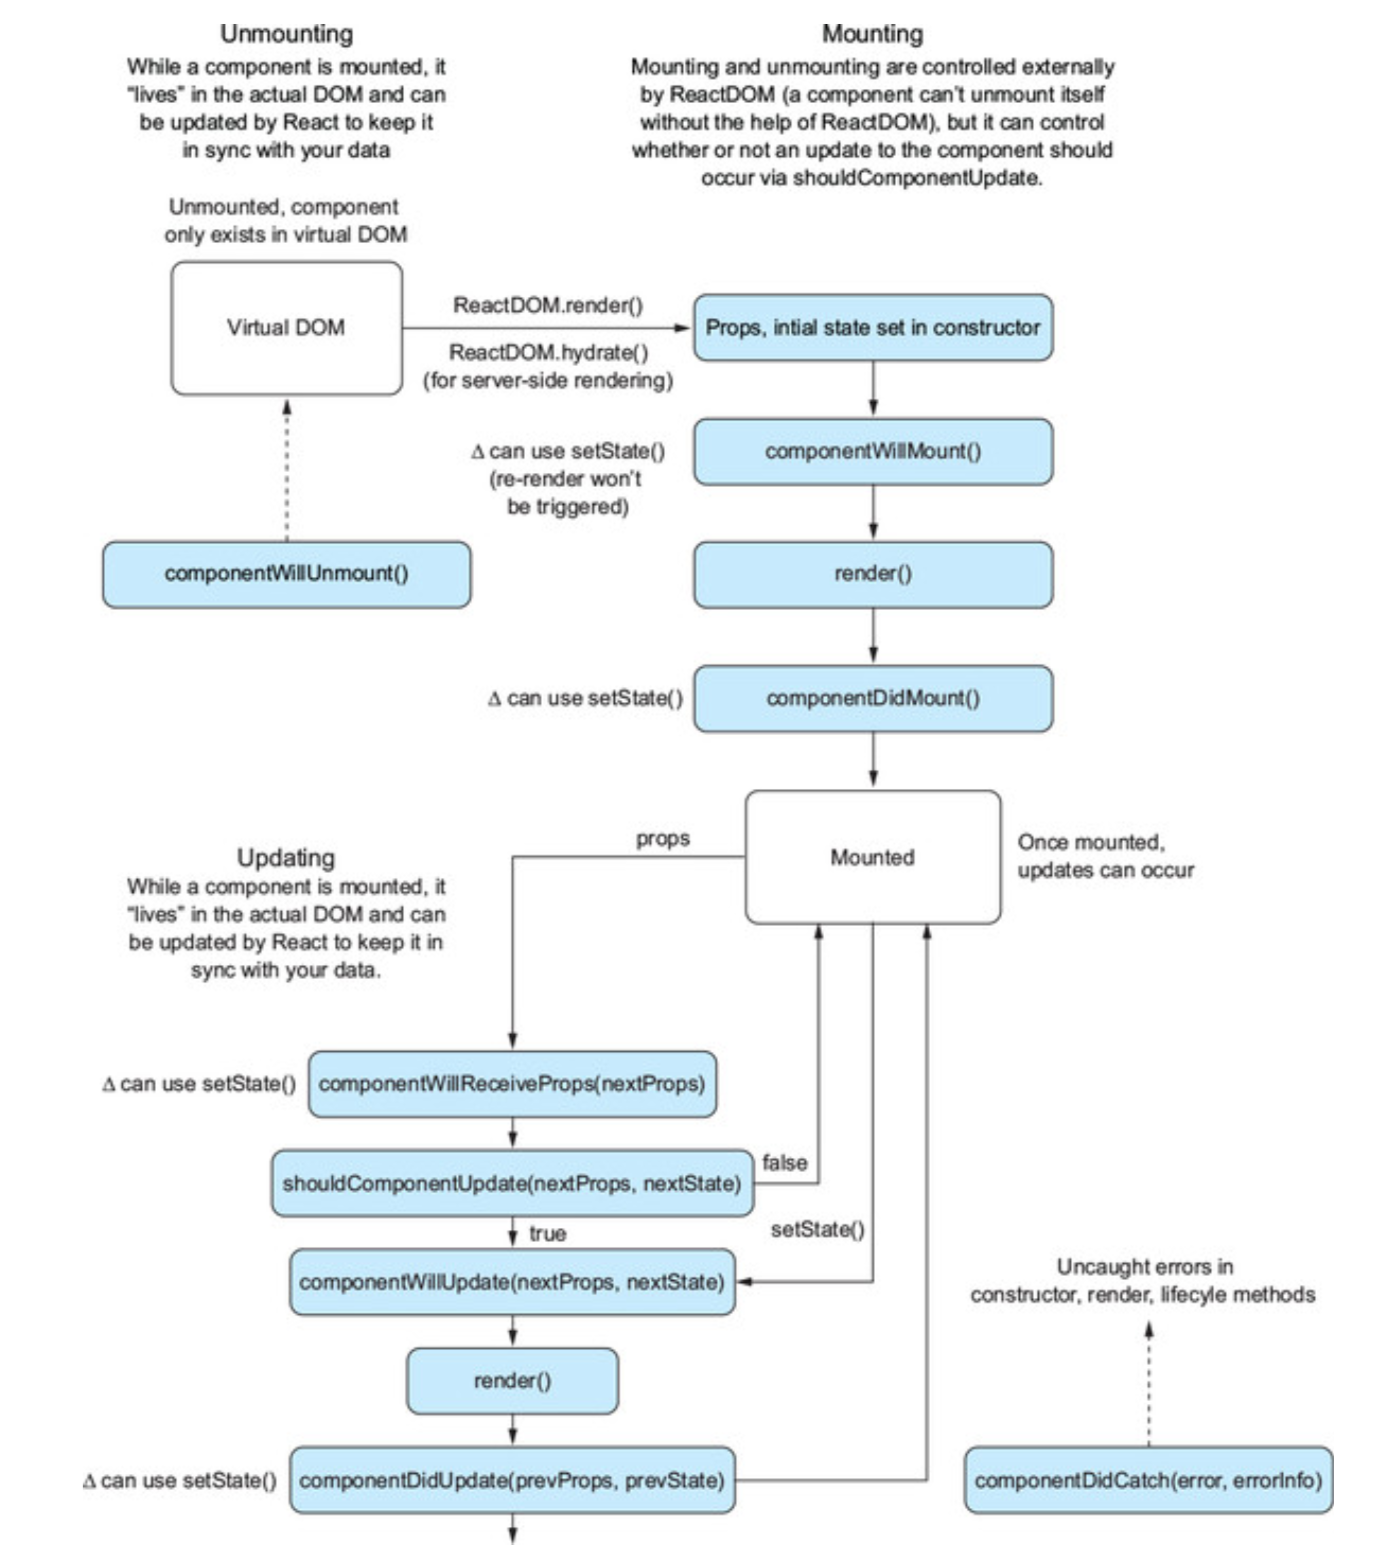 Unmounting
While a component is mounted, it
“lives” in the actual DOM and can
be updated by React to keep it
in sync with your data
Mounting
Mounting and unmounting are controlled externally
by ReactDOM (a component can’t unmount itself
without the help of ReactDOM), but it can control
whether or not an update to the component should
occur via shouldComponentUpdate.
Unmounted, component
only exists in virtual DOM
Virtual DOM
ReactDOM.render()
ReactDOM.hydrate()
(for server-side rendering)
Props, intial state set in constructor
Δ can use setState()
(re-render won’t
be triggered)
componentWillMount()
componentWillUnmount()
render()
Δ can use setState()
componentDidMount()
props
Mounted
Once mounted,
updates can occur
Updating
While a component is mounted, it
“lives” in the actual DOM and can
be updated by React to keep it in
sync with your data.
Δ can use setState()
componentWillReceiveProps(nextProps)
shouldComponentUpdate(nextProps, nextState)
false
true
setState()
componentWillUpdate(nextProps, nextState)
render()
Δ can use setState()
componentDidUpdate(prevProps, prevState)
Uncaught errors in
constructor, render, lifecyle methods
componentDidCatch(error, errorInfo)